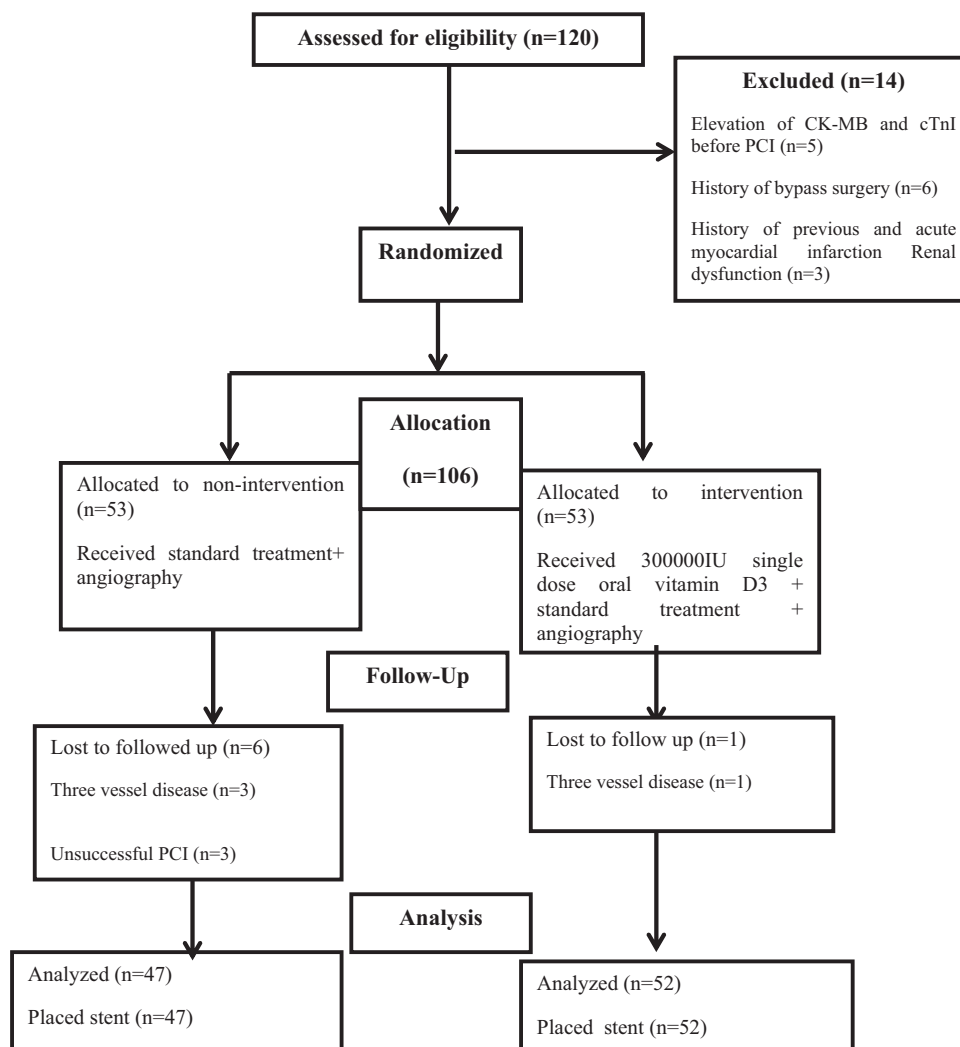 Assessed for eligibility (n=120)
Excluded (n=14)
Elevation of CK-MB and cTnI
before PCI (n=5)
History of bypass surgery (n=6)
History of previous and acute
myocardial infarction Renal
dysfunction (n=3)
Randomized
Allocation
(n=106)
Allocated to non-intervention
(n=53)
Received standard treatment+
angiography
Allocated to intervention
(n=53)
Received 300000IU single
dose oral vitamin D3 +
standard treatment +
angiography
Follow-Up
Lost to followed up (n=6)
Three vessel disease (n=3)
Unsuccessful PCI (n=3)
Lost to follow up (n=1)
Three vessel disease (n=1)
Analysis
Analyzed (n=47)
Placed stent (n=47)
Analyzed (n=52)
Placed stent (n=52)